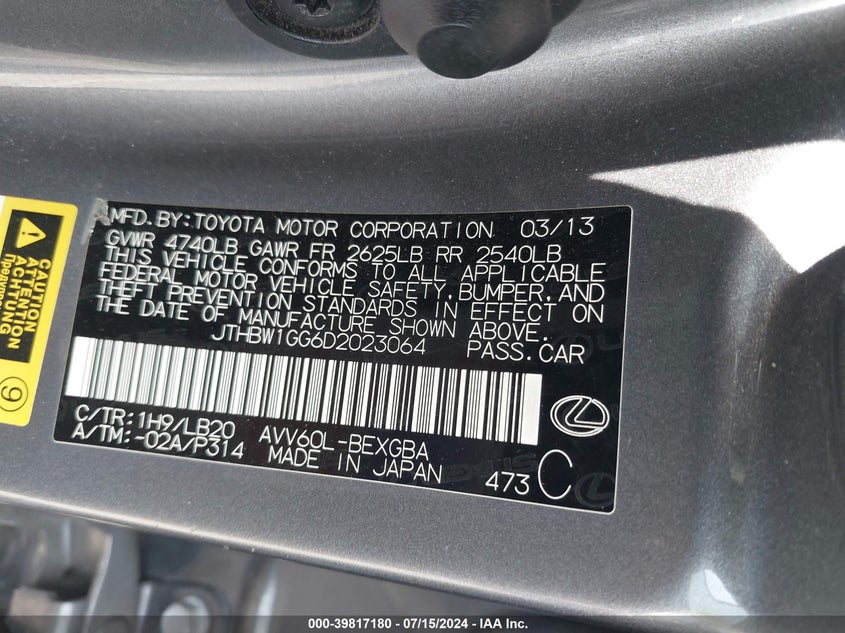 MFD. BY: TOYOTA MOTOR CORPORATION 03/13
GVWR 4740LB GAWR FR 2625LB RR 2540LB
THIS VEHICLE CONFORMS TO ALL APPLICABLE
FEDERAL MOTOR VEHICLE SAFETY, BUMPER, AND
THEFT PREVENTION STANDARDS IN EFFECT ON
THE DATE OF MANUFACTURE SHOWN ABOVE.
JTHBW1GG6D2023064 PASS. CAR
C/TR: 1H9/LB20 AVV60L-BEXGBA
A/TM: -02A/P314 MADE IN JAPAN
473 C
CAUTION
ATTENTION
ACHTUNG
9
000-39817180 / 07/15/2024 - IAA Inc.